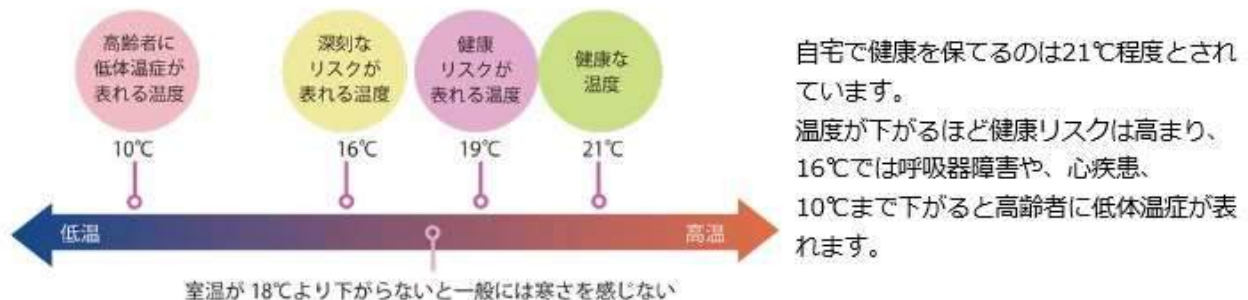 高齢者に
低体温症が
表れる温度
深刻な
リスクが
表れる温度
健康
リスクが
表れる温度
健康な
温度
10℃
16℃
19℃
21℃
低温
高温
室温が 18℃より下がらないと一般には寒さを感じない
自宅で健康を保てるのは21℃程度とされ
ています。
温度が下がるほど健康リスクは高まり、
16℃では呼吸器障害や、心疾患、
10℃まで下がると高齢者に低体温症が表
れます。